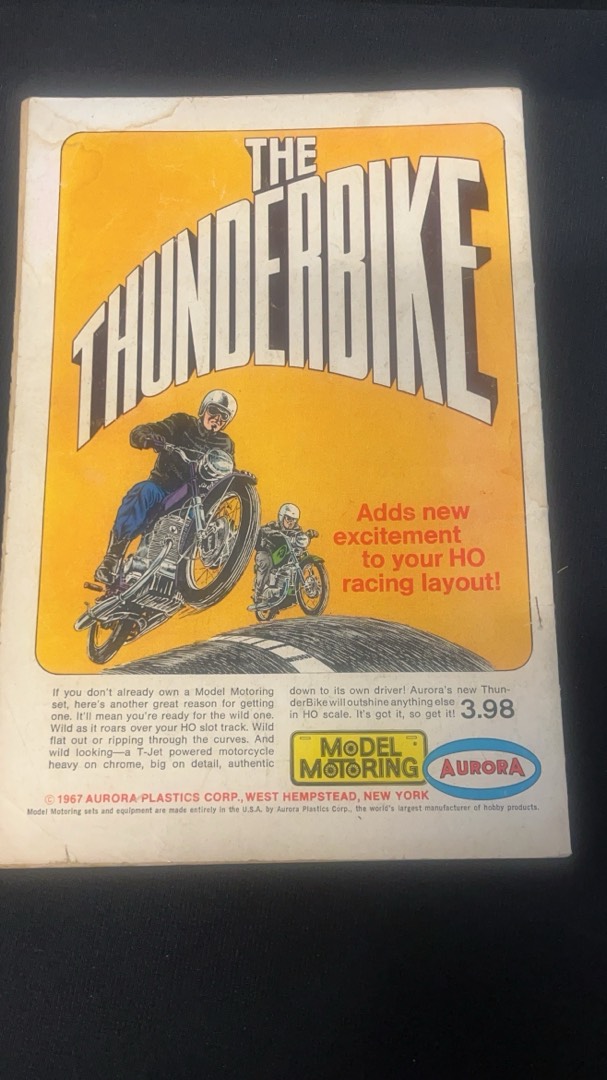 THE
THUNDERBIKE
Adds new
excitement
to your HO
racing layout!
If you don't already own a Model Motoring
set, here's another great reason for getting
one. It'll mean you're ready for the wild one.
Wild as it roars over your HO slot track. Wild
flat out or ripping through the curves. And
wild looking—a T-Jet powered motorcycle
heavy on chrome, big on detail, authentic
down to its own driver! Aurora's new Thun-
derBike will outshine anything else
in HO scale. It's got it, so get it! 3.98
MODEL
MOTORING
AURORA
© 1967 AURORA PLASTICS CORP., WEST HEMPSTEAD, NEW YORK
Model Motoring sets and equipment are made entirely in the U.S.A. by Aurora Plastics Corp., the world's largest manufacturer of hobby products.